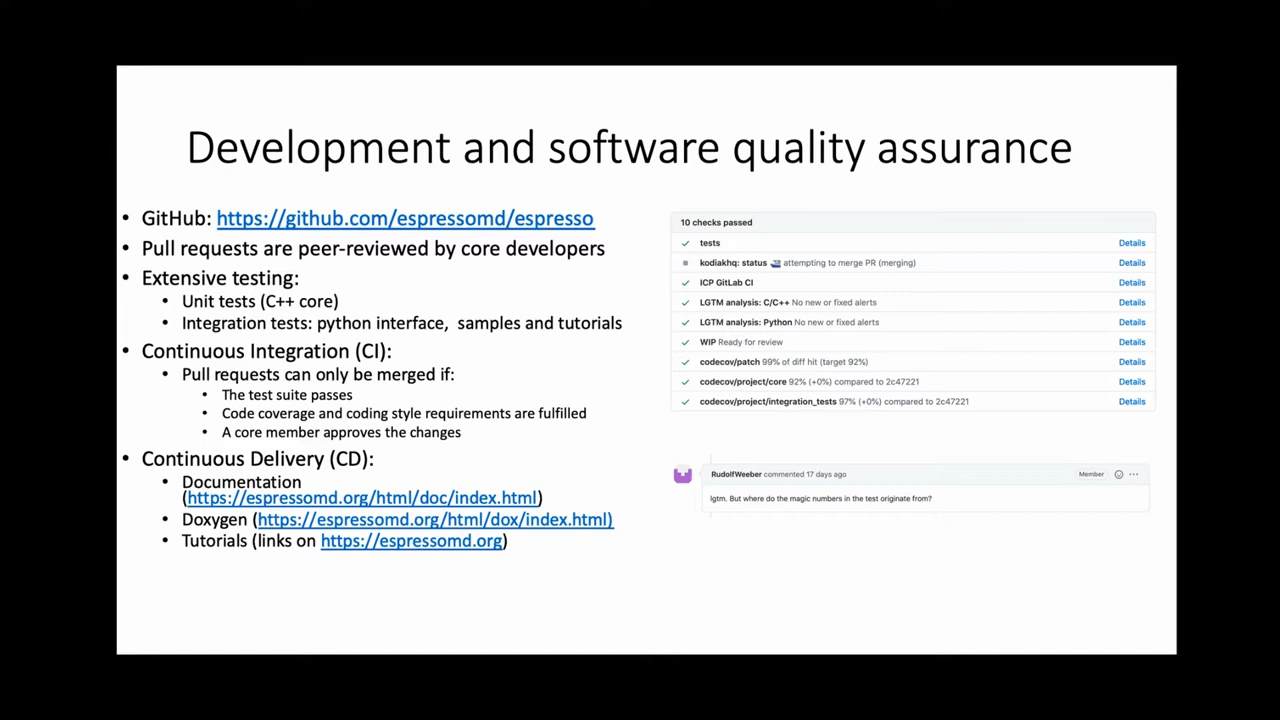 Development and software quality assurance
• GitHub: https://github.com/espressomd/espresso
• Pull requests are peer-reviewed by core developers
• Extensive testing:
• Unit tests (C++ core)
• Integration tests: python interface, samples and tutorials
• Continuous Integration (CI):
• Pull requests can only be merged if:
• The test suite passes
• Code coverage and coding style requirements are fulfilled
• A core member approves the changes
• Continuous Delivery (CD):
• Documentation
(https://espressomd.org/html/doc/index.html)
• Doxygen (https://espressomd.org/html/dox/index.html)
• Tutorials (links on https://espressomd.org)
10 checks passed
tests Details
kodiakhq: status 🚢 attempting to merge PR (merging) Details
ICP GitLab CI Details
LGTM analysis: C/C++ No new or fixed alerts Details
LGTM analysis: Python No new or fixed alerts Details
WIP Ready for review Details
codecov/patch 99% of diff hit (target 92%) Details
codecov/project/core 92% (+0%) compared to 2c47221 Details
codecov/project/integration_tests 97% (+0%) compared to 2c47221 Details
RudolfWeeber commented 17 days ago Member ···
lgtm. But where do the magic numbers in the test originate from?